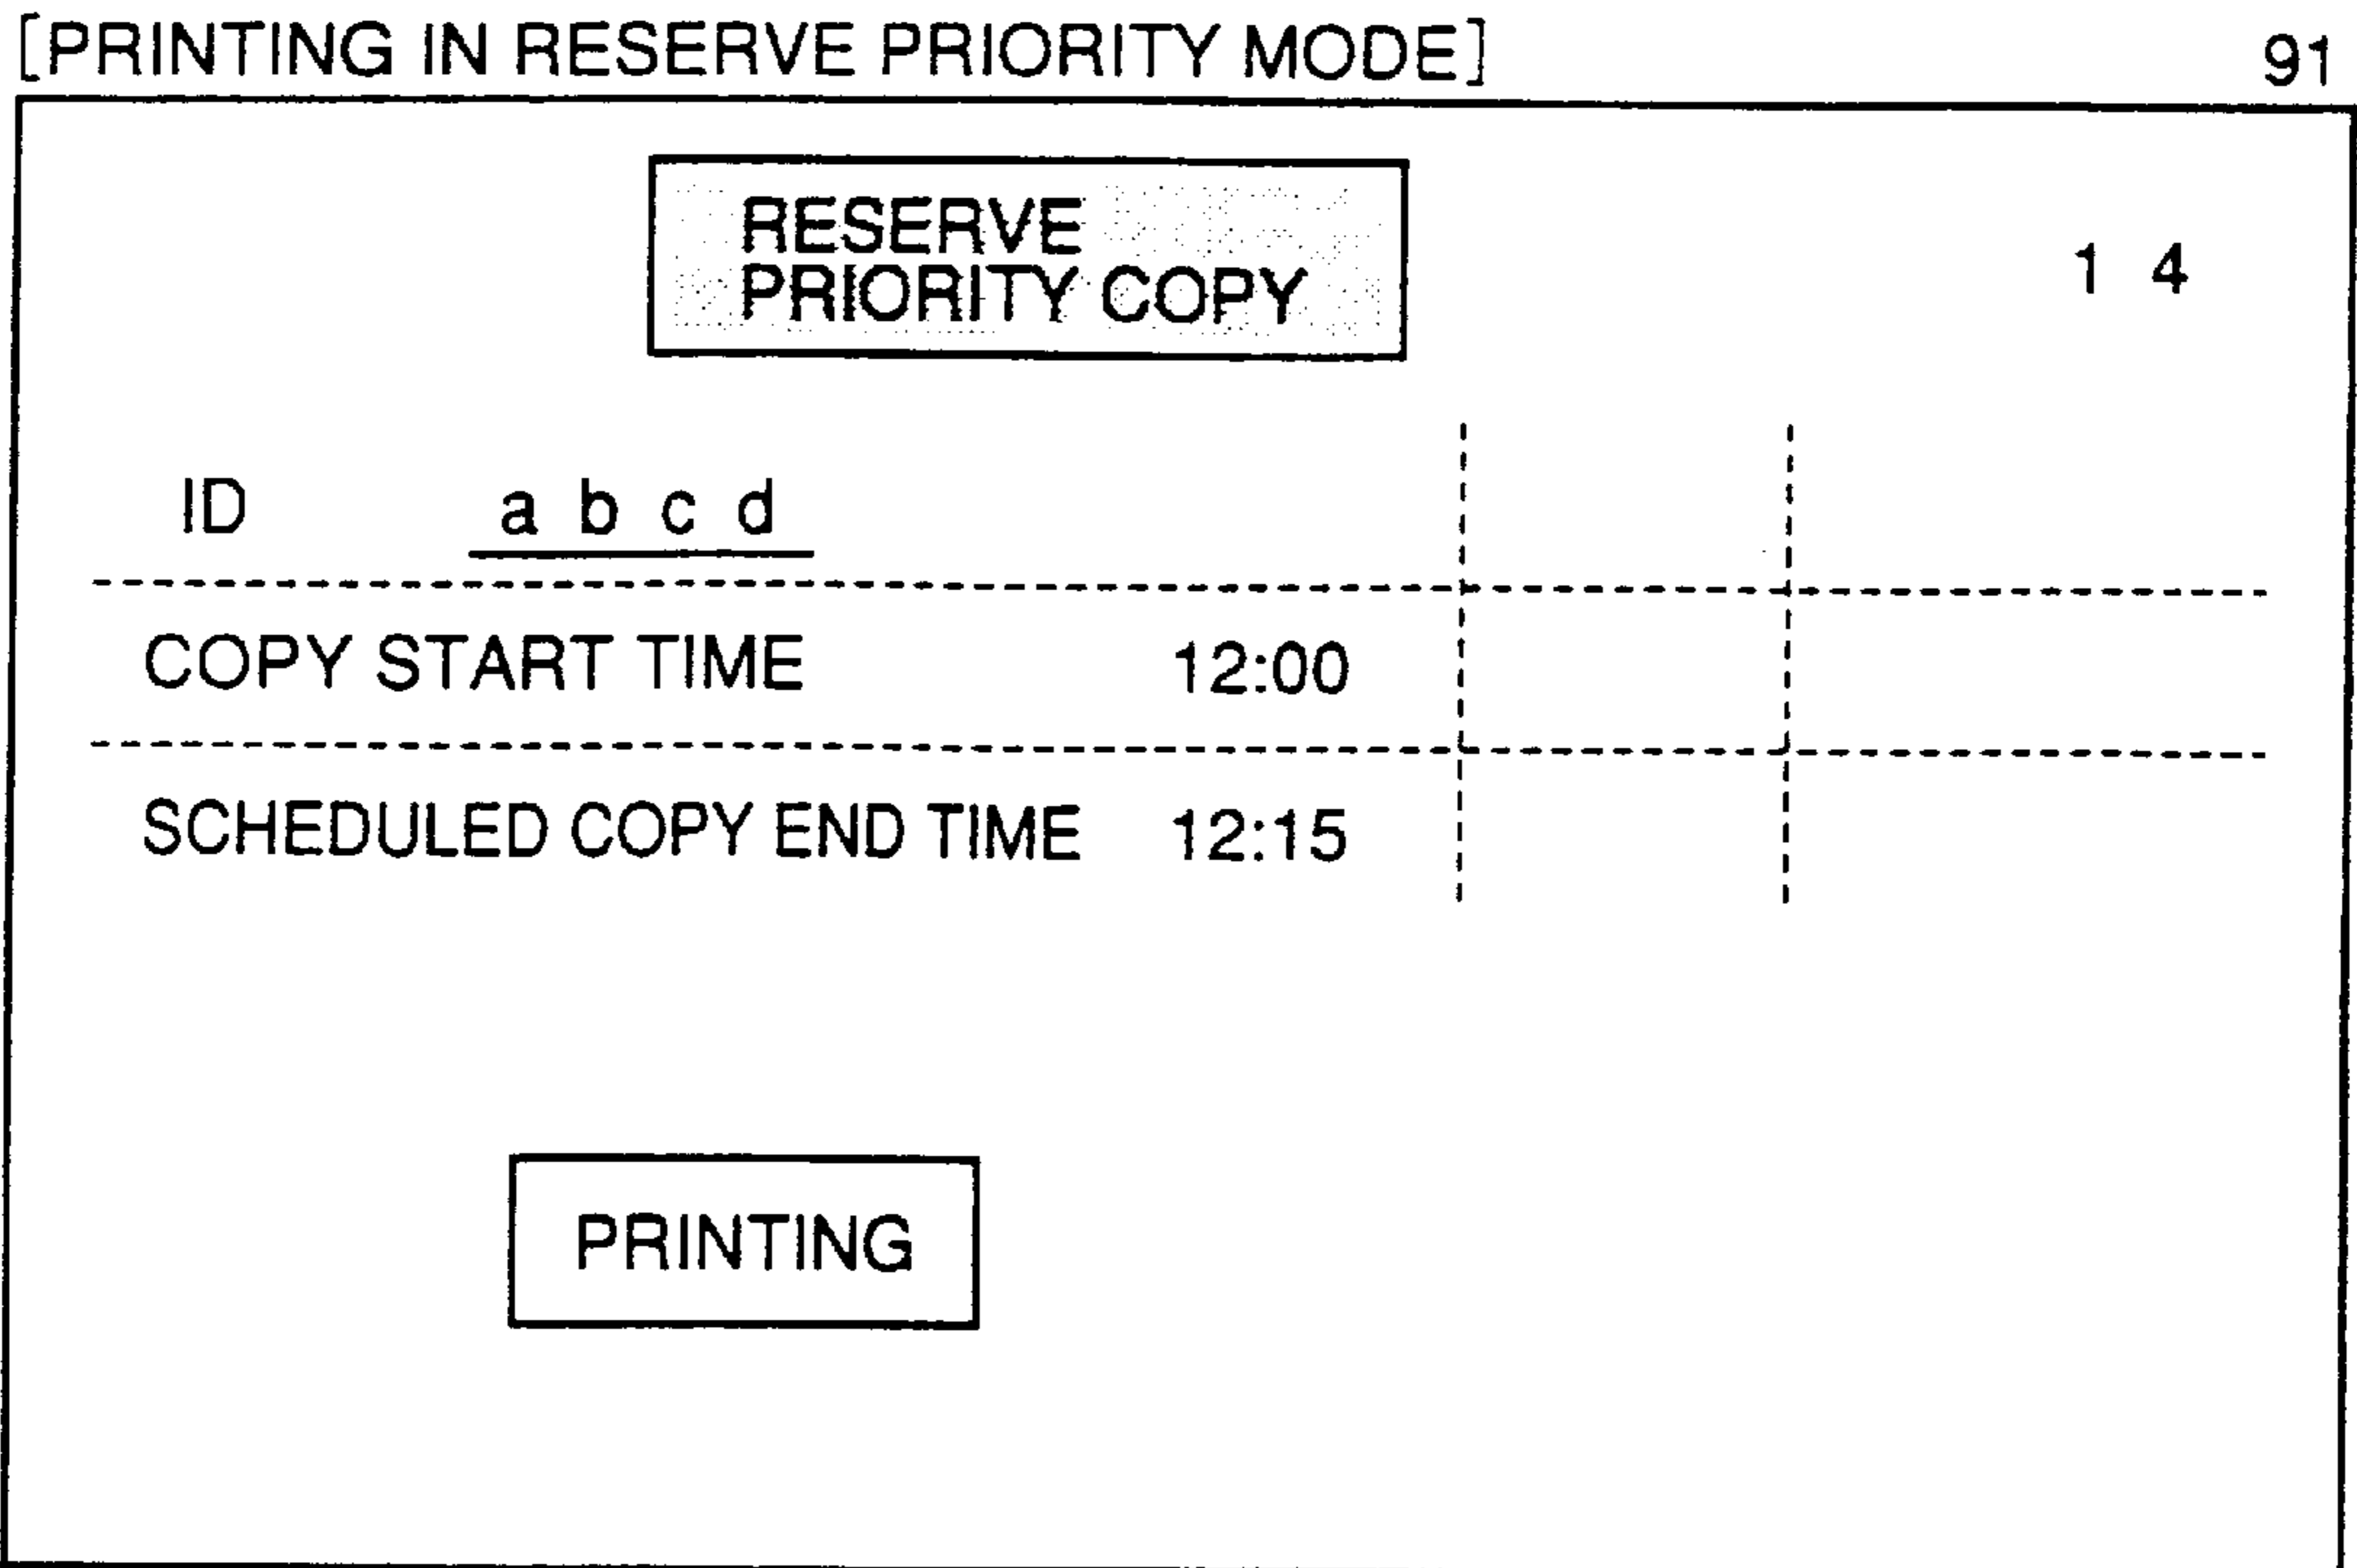 [PRINTING IN RESERVE PRIORITY MODE]
91
RESERVE
PRIORITY COPY
1 4
ID a b c d
COPY START TIME 12:00
SCHEDULED COPY END TIME 12:15
PRINTING